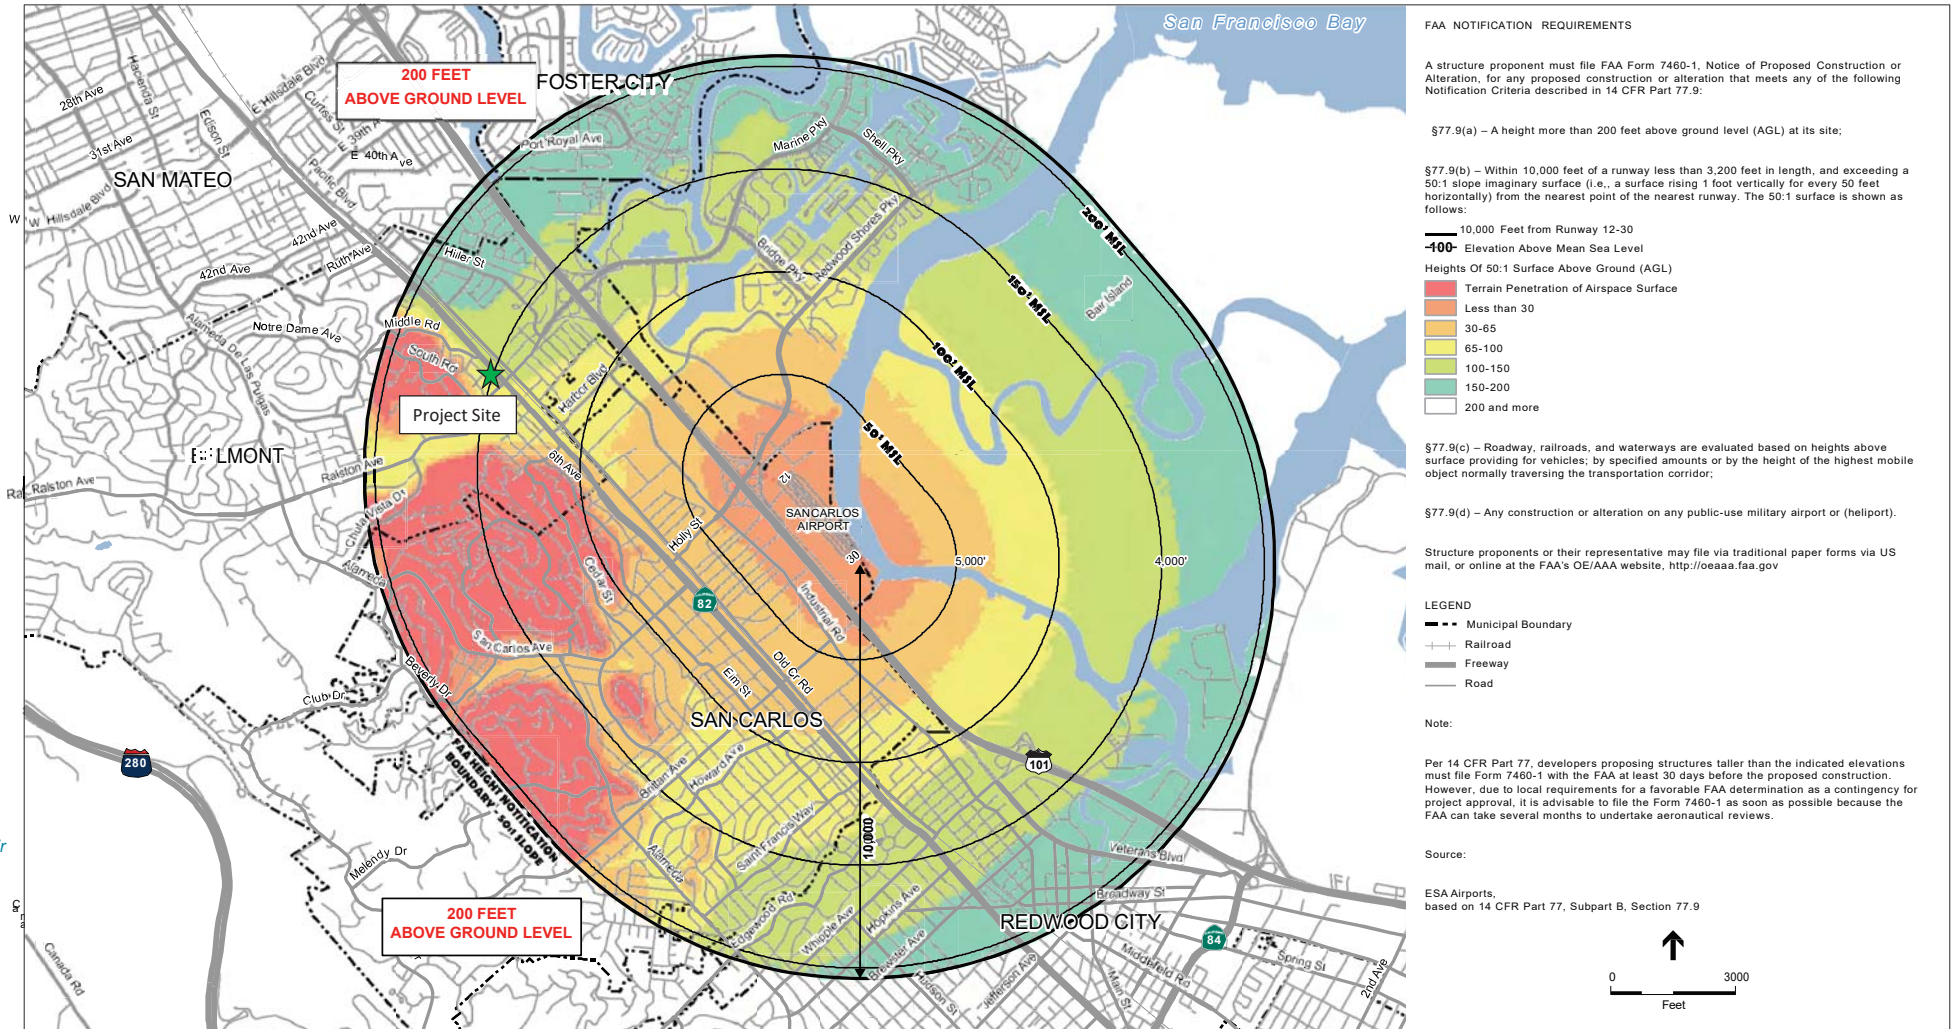 San Francisco Bay
200 FEET
ABOVE GROUND LEVEL
FOSTER CITY
28th Ave
Hacienda St
Edison St
E Hillsdale Blvd
Curtiss St
39th A
31st Ave
E 40th Ave
Pacific Blvd
SAN MATEO
W
W Hillsdale Blvd
42nd Ave
42nd Ave
Ruth Ave
Hiller St
Port Royal Ave
Marine Pky
Shell Pky
Bridge Pky
Redwood Shores Pky
200' MSL
150' MSL
100' MSL
50' MSL
Bair Island
Alameda De Las Pulgas
Notre Dame Ave
Middle Rd
South Rd
Harbor Blvd
Project Site
LMONT
Ralston Ave
Ra
Ralston Ave
6th Ave
Chula Vista Dr
Alameda
Cedar St
Holly St
12
SAN CARLOS
AIRPORT
30
5,000'
4,000'
82
Industrial Rd
San Carlos Ave
Beverly Dr
Club Dr
Elm St
Old Cr Rd
SAN CARLOS
280
101
FAA HEIGHT NOTIFICATION
BOUNDARY - 50:1 SLOPE
Brittan Ave
Howard Ave
Saint Francis Way
Alameda
10,000
Melendy Dr
Veterans Blvd
Broadway St
200 FEET
ABOVE GROUND LEVEL
Edgewood Rd
Whipple Ave
Hopkins Ave
Brewster Ave
REDWOOD CITY
84
Canada Rd
Hudson St
Jefferson Ave
Main St
Middlefield Rd
Spring St
2nd Ave
FAA NOTIFICATION REQUIREMENTS
A structure proponent must file FAA Form 7460-1, Notice of Proposed Construction or
Alteration, for any proposed construction or alteration that meets any of the following
Notification Criteria described in 14 CFR Part 77.9:
§77.9(a) – A height more than 200 feet above ground level (AGL) at its site;
§77.9(b) – Within 10,000 feet of a runway less than 3,200 feet in length, and exceeding a
50:1 slope imaginary surface (i.e,, a surface rising 1 foot vertically for every 50 feet
horizontally) from the nearest point of the nearest runway. The 50:1 surface is shown as
follows:
10,000 Feet from Runway 12-30
100 Elevation Above Mean Sea Level
Heights Of 50:1 Surface Above Ground (AGL)
Terrain Penetration of Airspace Surface
Less than 30
30-65
65-100
100-150
150-200
200 and more
§77.9(c) – Roadway, railroads, and waterways are evaluated based on heights above
surface providing for vehicles; by specified amounts or by the height of the highest mobile
object normally traversing the transportation corridor;
§77.9(d) – Any construction or alteration on any public-use military airport or (heliport).
Structure proponents or their representative may file via traditional paper forms via US
mail, or online at the FAA's OE/AAA website, http://oeaaa.faa.gov
LEGEND
Municipal Boundary
Railroad
Freeway
Road
Note:
Per 14 CFR Part 77, developers proposing structures taller than the indicated elevations
must file Form 7460-1 with the FAA at least 30 days before the proposed construction.
However, due to local requirements for a favorable FAA determination as a contingency for
project approval, it is advisable to file the Form 7460-1 as soon as possible because the
FAA can take several months to undertake aeronautical reviews.
Source:
ESA Airports,
based on 14 CFR Part 77, Subpart B, Section 77.9
0 3000
Feet